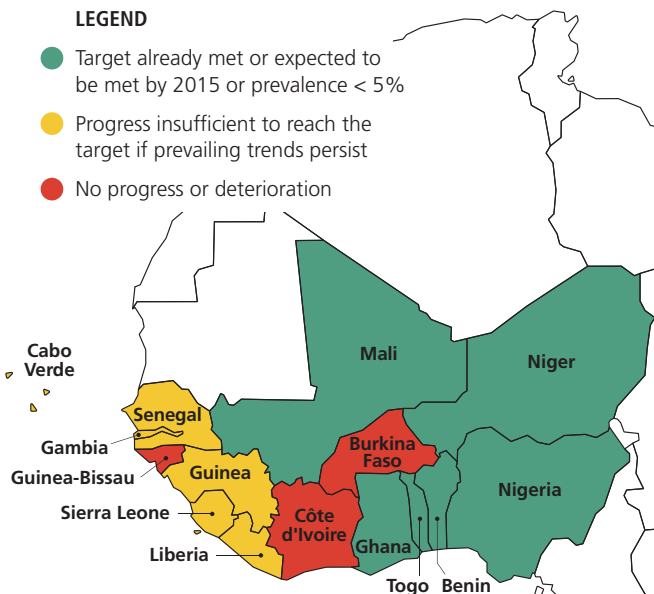 LEGEND
Target already met or expected to
be met by 2015 or prevalence < 5%
Progress insufficient to reach the
target if prevailing trends persist
No progress or deterioration
Cabo
Verde
Mali
Niger
Senegal
Gambia
Guinea-Bissau
Guinea
Burkina
Faso
Nigeria
Sierra Leone
Côte
d'Ivoire
Liberia
Ghana
Togo
Benin